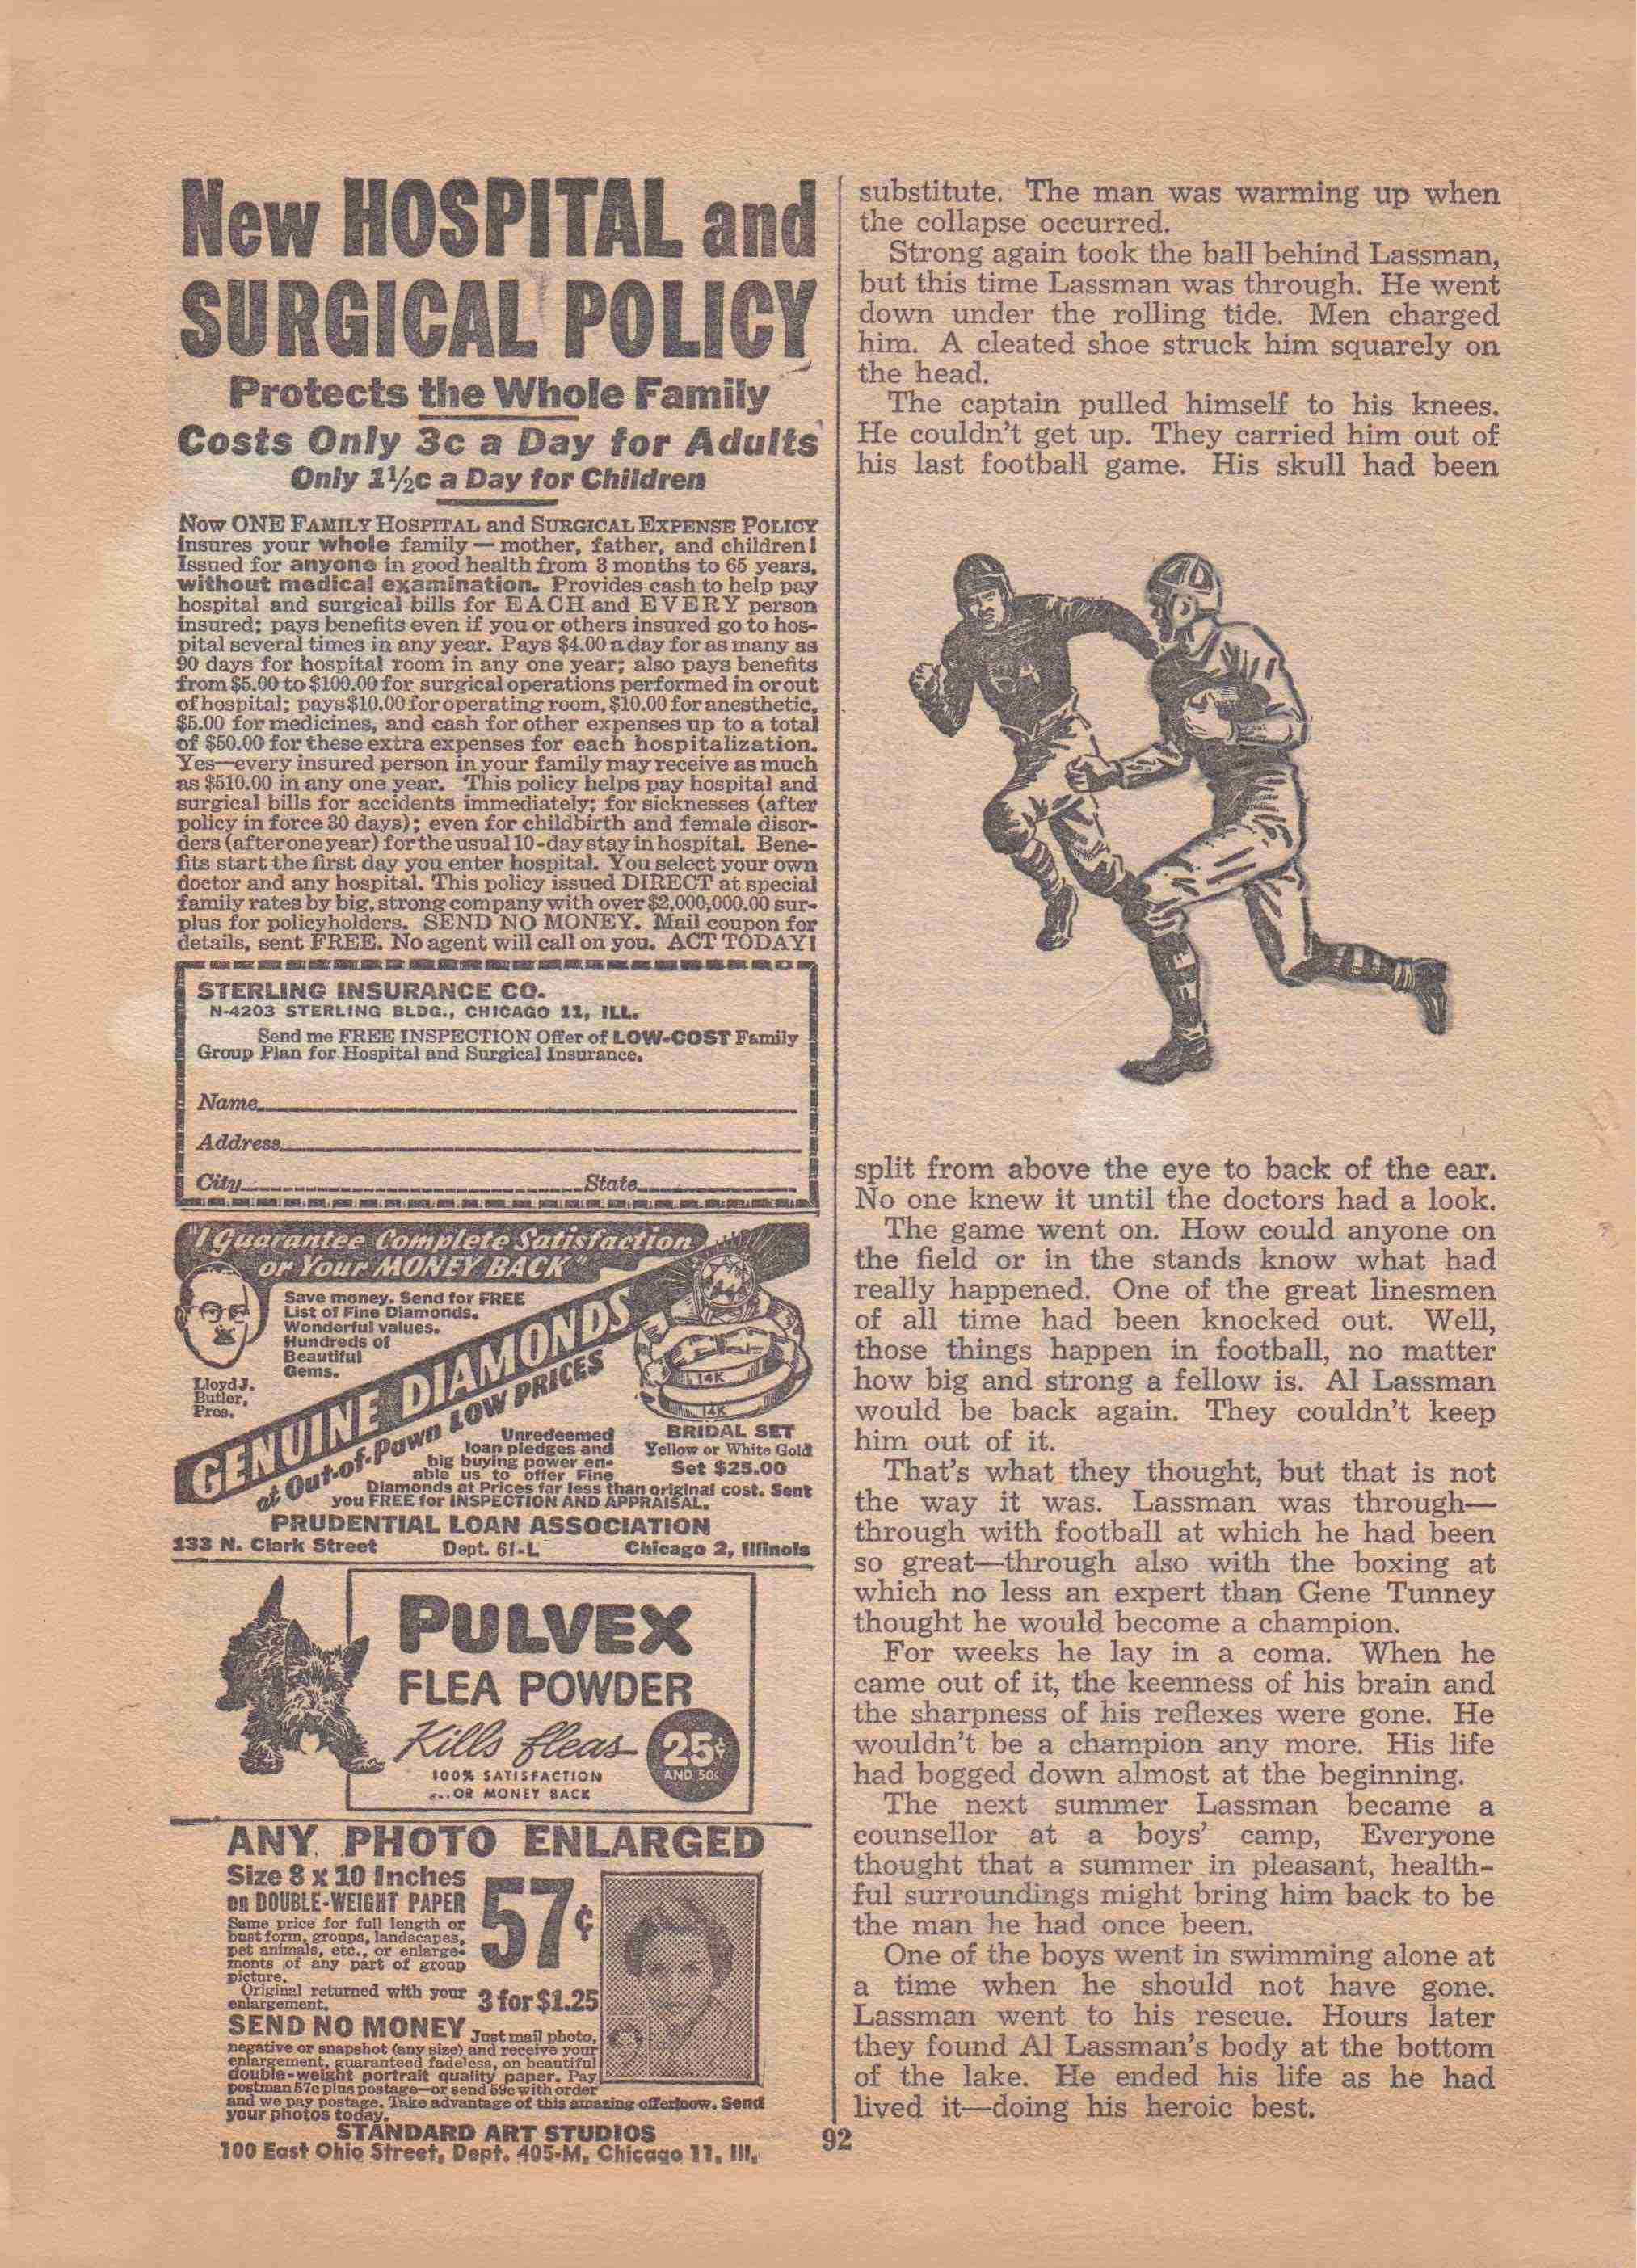 New HOSPITAL and
SURGICAL POLICY
Protects the Whole Family
Costs Only 3c a Day for Adults
Only 1½c a Day for Children
Now ONE FAMILY HOSPITAL and SURGICAL EXPENSE POLICY
insures your whole family—mother, father, and children!
Issued for anyone in good health from 3 months to 65 years,
without medical examination. Provides cash to help pay
hospital and surgical bills for EACH and EVERY person
insured; pays benefits even if you or others insured go to hos-
pital several times in any year. Pays $4.00 a day for as many as
90 days for hospital room in any one year; also pays benefits
from $5.00 to $100.00 for surgical operations performed in or out
of hospital; pays $10.00 for operating room, $10.00 for anesthetic,
$5.00 for medicines, and cash for other expenses up to a total
of $50.00 for these extra expenses for each hospitalization.
Yes—every insured person in your family may receive as much
as $510.00 in any one year. This policy helps pay hospital and
surgical bills for accidents immediately; for sicknesses (after
policy in force 30 days); even for childbirth and female disor-
ders (after one year) for the usual 10-day stay in hospital. Bene-
fits start the first day you enter hospital. You select your own
doctor and any hospital. This policy issued DIRECT at special
family rates by big, strong company with over $2,000,000.00 sur-
plus for policyholders. SEND NO MONEY. Mail coupon for
details, sent FREE. No agent will call on you. ACT TODAY!
STERLING INSURANCE CO.
N-4203 STERLING BLDG., CHICAGO 11, ILL.
Send me FREE INSPECTION Offer of LOW-COST Family
Group Plan for Hospital and Surgical Insurance.
Name
Address
City State
"I Guarantee Complete Satisfaction
or Your MONEY BACK"
Save money. Send for FREE
List of Fine Diamonds.
Wonderful values.
Hundreds of
Beautiful
Gems.
Lloyd J.
Butler,
Pres.
GENUINE DIAMONDS
at Out-of-Pawn LOW PRICES
14K
14K
Unredeemed
loan pledges and
big buying power en-
able us to offer Fine
Diamonds at Prices far less than original cost. Sent
you FREE for INSPECTION AND APPRAISAL.
BRIDAL SET
Yellow or White Gold
Set $25.00
PRUDENTIAL LOAN ASSOCIATION
133 N. Clark Street Dept. 61-L Chicago 2, Illinois
PULVEX
FLEA POWDER
Kills fleas
25¢
AND 50¢
100% SATISFACTION
...OR MONEY BACK
ANY PHOTO ENLARGED
Size 8 x 10 Inches
on DOUBLE-WEIGHT PAPER
57¢
Same price for full length or
bust form, groups, landscapes,
pet animals, etc., or enlarge-
ments of any part of group
picture.
Original returned with your
enlargement.
3 for $1.25
SEND NO MONEY Just mail photo,
negative or snapshot (any size) and receive your
enlargement, guaranteed fadeless, on beautiful
double-weight portrait quality paper. Pay
postman 57c plus postage—or send 59c with order
and we pay postage. Take advantage of this amazing offer now. Send
your photos today.
STANDARD ART STUDIOS
100 East Ohio Street, Dept. 405-M, Chicago 11, Ill.
substitute. The man was warming up when
the collapse occurred.
Strong again took the ball behind Lassman,
but this time Lassman was through. He went
down under the rolling tide. Men charged
him. A cleated shoe struck him squarely on
the head.
The captain pulled himself to his knees.
He couldn't get up. They carried him out of
his last football game. His skull had been
split from above the eye to back of the ear.
No one knew it until the doctors had a look.
The game went on. How could anyone on
the field or in the stands know what had
really happened. One of the great linesmen
of all time had been knocked out. Well,
those things happen in football, no matter
how big and strong a fellow is. Al Lassman
would be back again. They couldn't keep
him out of it.
That's what they thought, but that is not
the way it was. Lassman was through—
through with football at which he had been
so great—through also with the boxing at
which no less an expert than Gene Tunney
thought he would become a champion.
For weeks he lay in a coma. When he
came out of it, the keenness of his brain and
the sharpness of his reflexes were gone. He
wouldn't be a champion any more. His life
had bogged down almost at the beginning.
The next summer Lassman became a
counsellor at a boys' camp, Everyone
thought that a summer in pleasant, health-
ful surroundings might bring him back to be
the man he had once been.
One of the boys went in swimming alone at
a time when he should not have gone.
Lassman went to his rescue. Hours later
they found Al Lassman's body at the bottom
of the lake. He ended his life as he had
lived it—doing his heroic best.
92